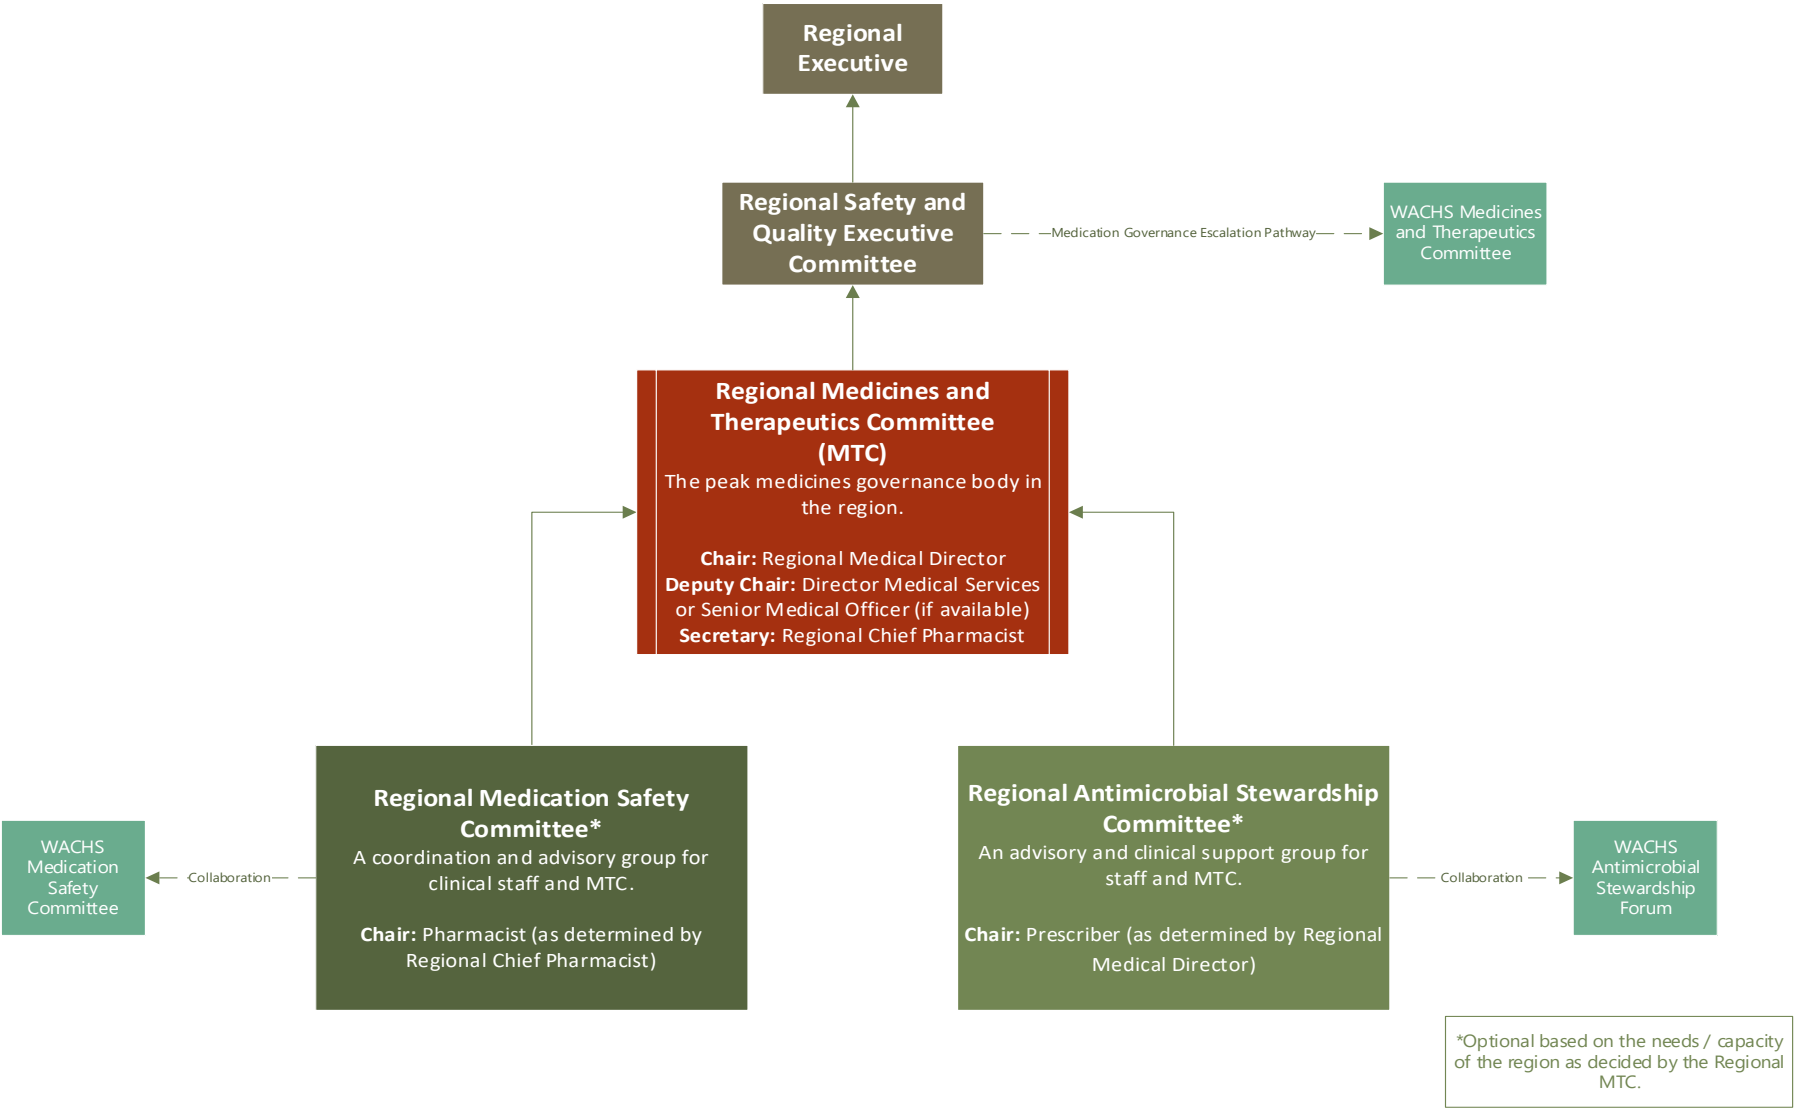 Regional
Executive
Regional Safety and
Quality Executive
Committee
Medication Governance Escalation Pathway
WACHS Medicines
and Therapeutics
Committee
Regional Medicines and
Therapeutics Committee
(MTC)
The peak medicines governance body in
the region.
Chair: Regional Medical Director
Deputy Chair: Director Medical Services
or Senior Medical Officer (if available)
Secretary: Regional Chief Pharmacist
WACHS
Medication
Safety
Committee
Collaboration
Regional Medication Safety
Committee*
A coordination and advisory group for
clinical staff and MTC.
Chair: Pharmacist (as determined by
Regional Chief Pharmacist)
Regional Antimicrobial Stewardship
Committee*
An advisory and clinical support group for
staff and MTC.
Chair: Prescriber (as determined by Regional
Medical Director)
Collaboration
WACHS
Antimicrobial
Stewardship
Forum
*Optional based on the needs / capacity
of the region as decided by the Regional
MTC.